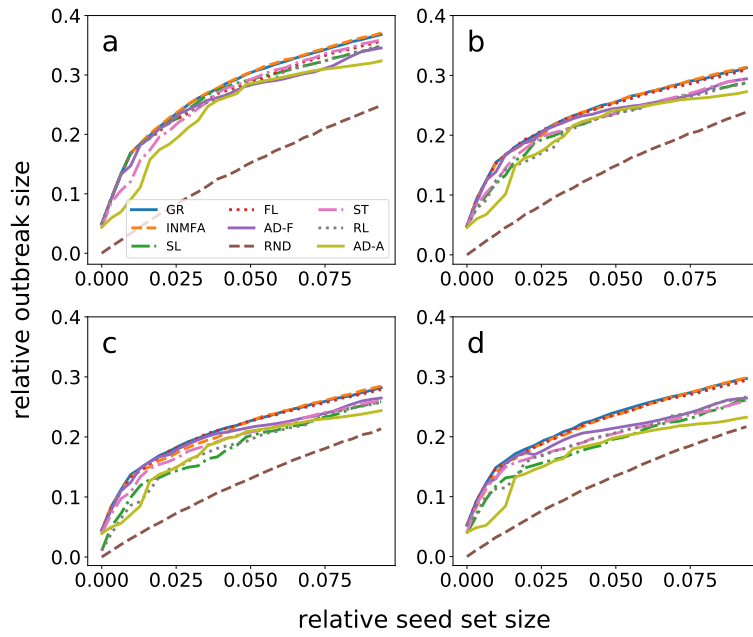 relative outbreak size
a
0.4
0.3
0.2
0.1
0.0
GR FL ST
INMFA AD-F RL
SL RND AD-A
0.000 0.025 0.050 0.075
b
0.4
0.3
0.2
0.1
0.0
0.000 0.025 0.050 0.075
c
0.4
0.3
0.2
0.1
0.0
0.000 0.025 0.050 0.075
d
0.4
0.3
0.2
0.1
0.0
0.000 0.025 0.050 0.075
relative seed set size